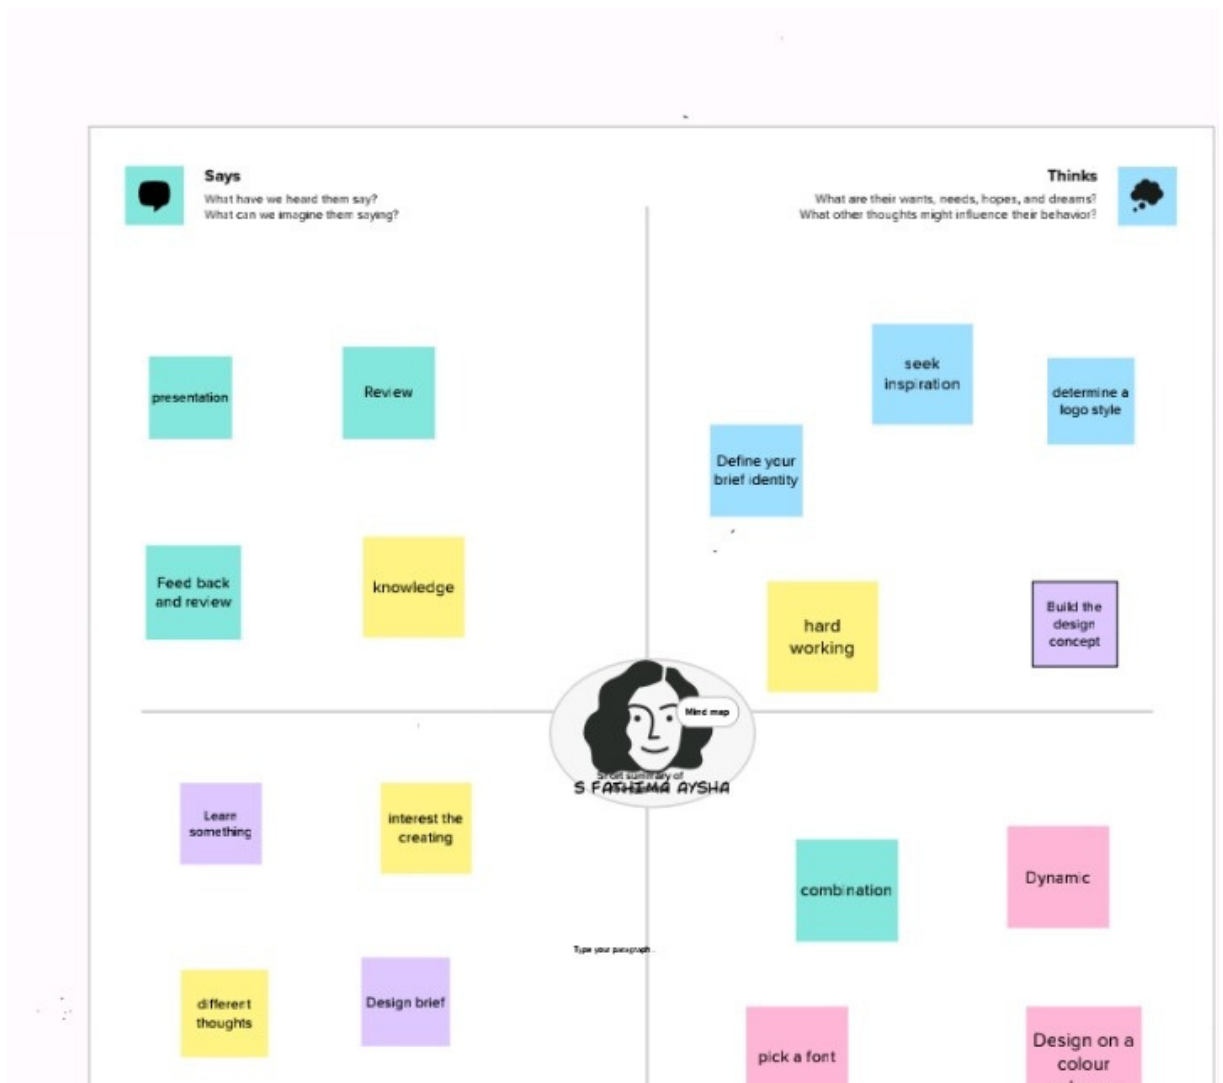 Says
What have we heard them say?
What can we imagine them saying?
Thinks
What are their wants, needs, hopes, and dreams?
What other thoughts might influence their behavior?
presentation
Review
Feed back
and review
knowledge
seek
inspiration
determine a
logo style
Define your
brief identity
hard
working
Build the
design
concept
Mind map
Short summary of
S FATHIMA AYSHA
Learn
something
interest the
creating
different
thoughts
Design brief
Type your paragraph...
combination
Dynamic
pick a font
Design on a
colour